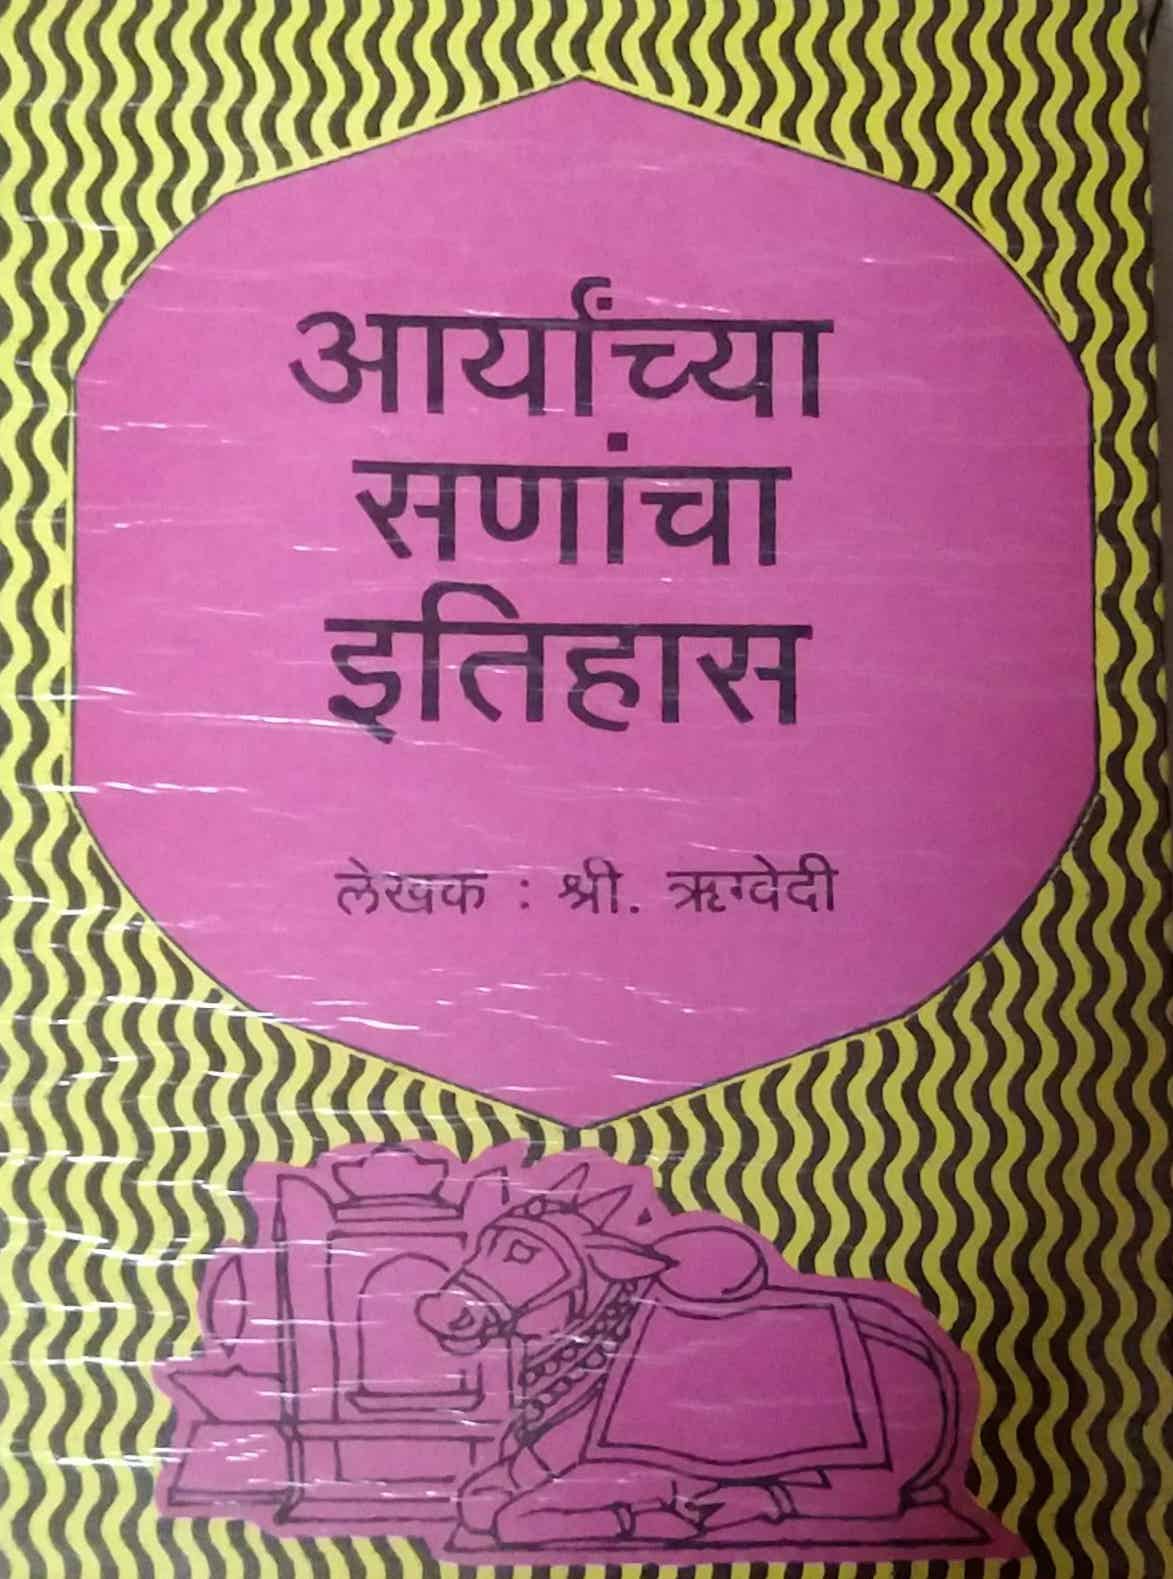 आर्यांच्या
सणांचा
इतिहास
लेखक : श्री. ऋग्वेदी